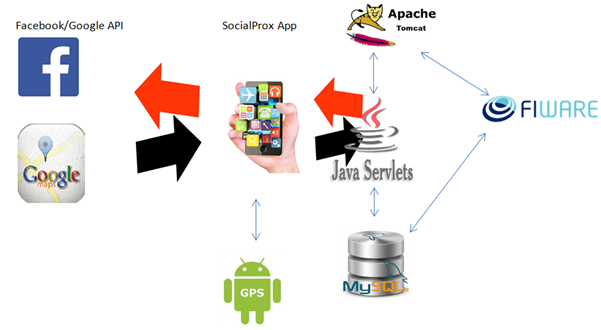 Facebook/Google API
SocialProx App
Apache
Tomcat
f
Google
maps
Java Servlets
FIWARE
GPS
MySQL